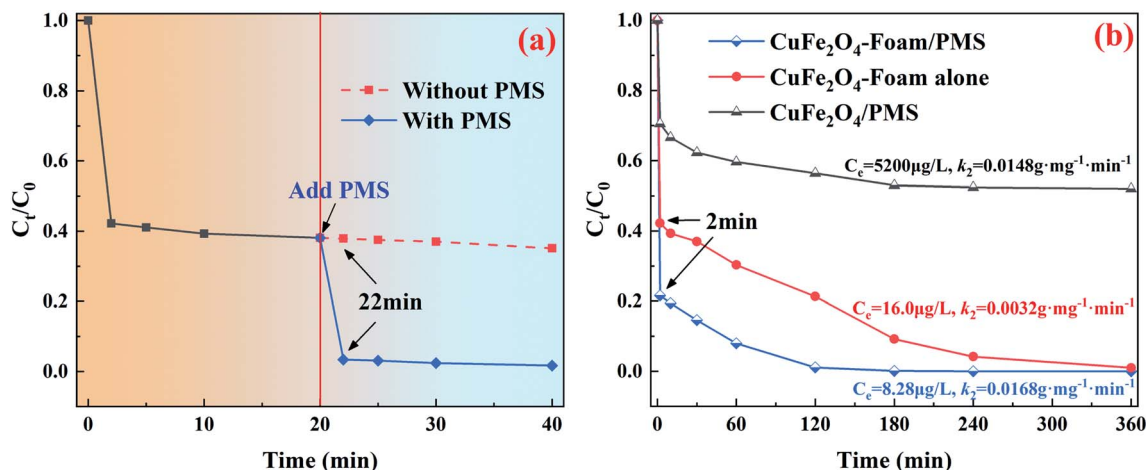 (a)
1.0
0.8
0.6
0.4
0.2
0.0
Cₜ/C₀
Without PMS
With PMS
Add PMS
22min
0
10
20
30
40
Time (min)
(b)
1.0
0.8
0.6
0.4
0.2
0.0
Cₜ/C₀
CuFe₂O₄-Foam/PMS
CuFe₂O₄-Foam alone
CuFe₂O₄/PMS
Cₑ=5200μg/L, k₂=0.0148g·mg⁻¹·min⁻¹
2min
Cₑ=16.0μg/L, k₂=0.0032g·mg⁻¹·min⁻¹
Cₑ=8.28μg/L, k₂=0.0168g·mg⁻¹·min⁻¹
0
60
120
180
240
300
360
Time (min)